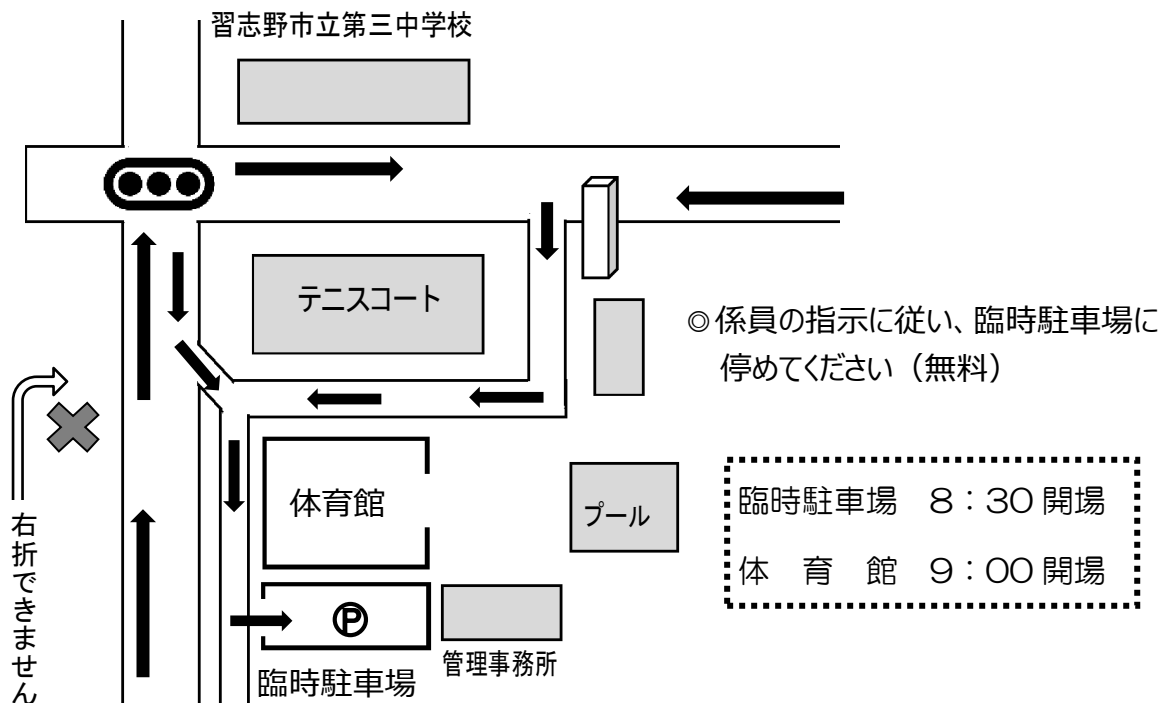 習志野市立第三中学校
テニスコート
◎係員の指示に従い、臨時駐車場に
停めてください（無料）
右折できません
体育館
プール
臨時駐車場　８：３０開場
体　育　館　９：００開場
Ⓟ
管理事務所
臨時駐車場